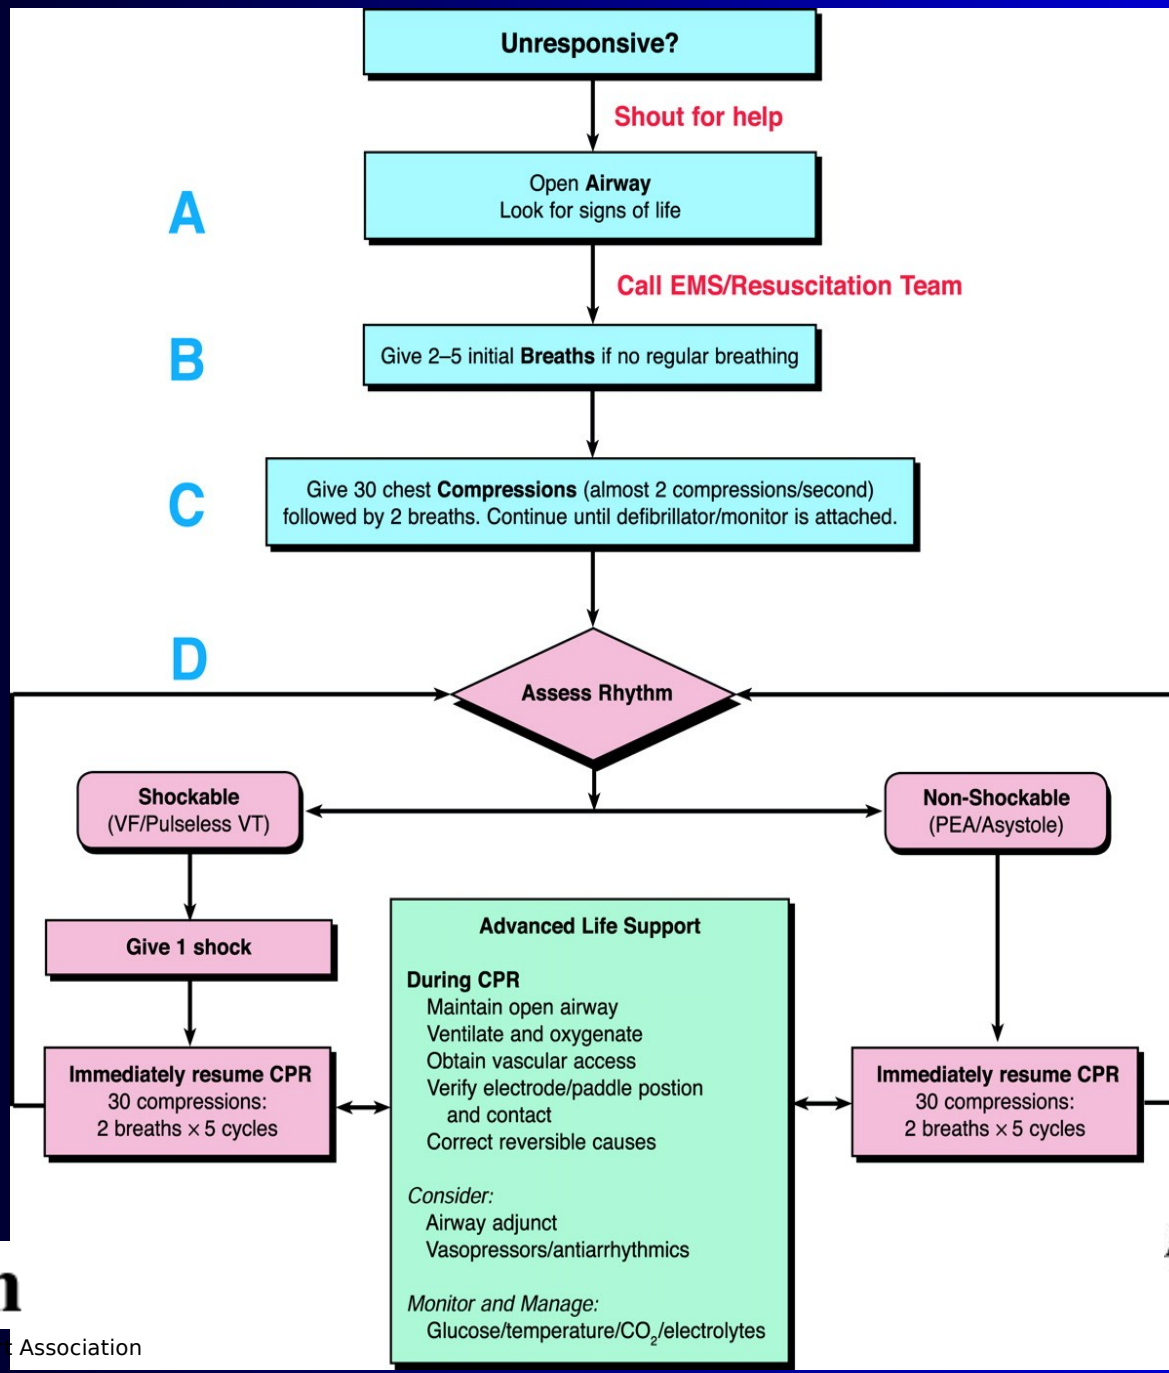 Unresponsive?
Shout for help
A
Open Airway
Look for signs of life
Call EMS/Resuscitation Team
B
Give 2–5 initial Breaths if no regular breathing
C
Give 30 chest Compressions (almost 2 compressions/second)
followed by 2 breaths. Continue until defibrillator/monitor is attached.
D
Assess Rhythm
Shockable
(VF/Pulseless VT)
Non-Shockable
(PEA/Asystole)
Give 1 shock
Immediately resume CPR
30 compressions:
2 breaths × 5 cycles
Advanced Life Support
During CPR
Maintain open airway
Ventilate and oxygenate
Obtain vascular access
Verify electrode/paddle postion
and contact
Correct reversible causes
Consider:
Airway adjunct
Vasopressors/antiarrhythmics
Monitor and Manage:
Glucose/temperature/CO₂/electrolytes
Immediately resume CPR
30 compressions:
2 breaths × 5 cycles
Association